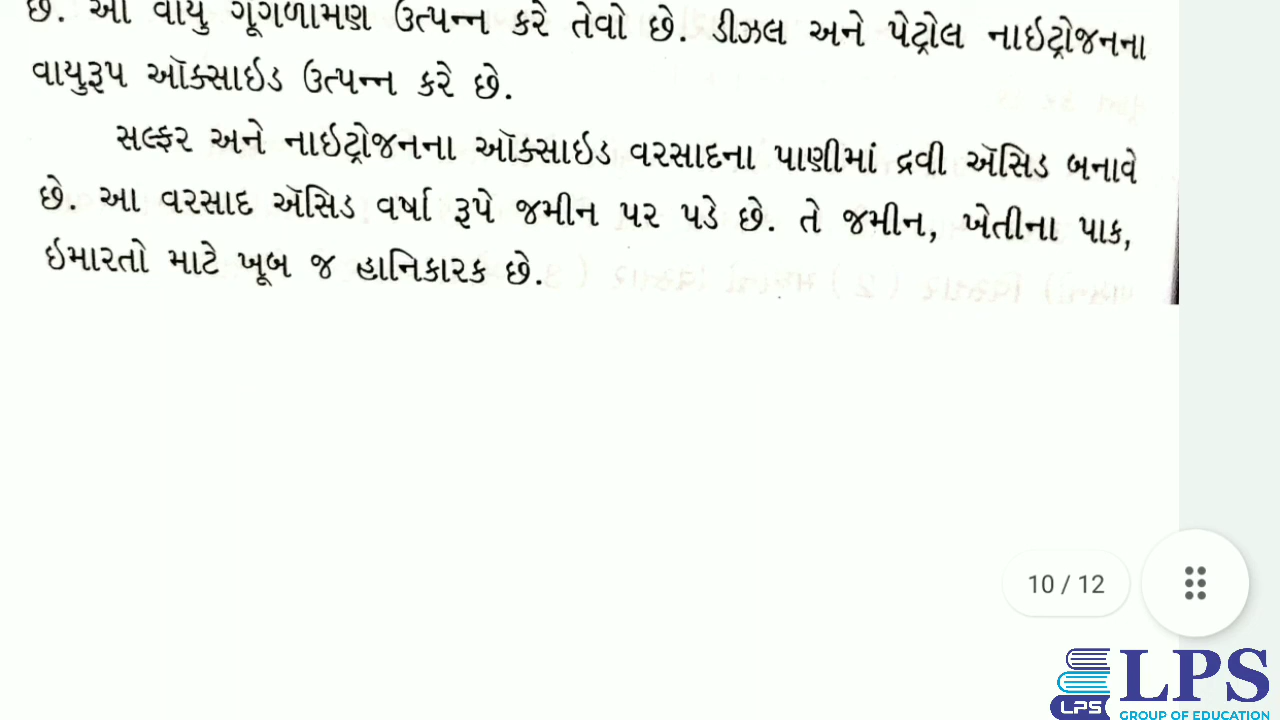 છે. આ વાયુ ગૂંગળામણ ઉત્પન્ન કરે તેવો છે. ડીઝલ અને પેટ્રોલ નાઇટ્રોજનના
વાયુરૂપ ઑક્સાઇડ ઉત્પન્ન કરે છે.
સલ્ફર અને નાઇટ્રોજનના ઑક્સાઇડ વરસાદના પાણીમાં દ્રવી ઍસિડ બનાવે
છે. આ વરસાદ ઍસિડ વર્ષા રૂપે જમીન પર પડે છે. તે જમીન, ખેતીના પાક,
ઇમારતો માટે ખૂબ જ હાનિકારક છે.
10 / 12
LPS
LPS
GROUP OF EDUCATION